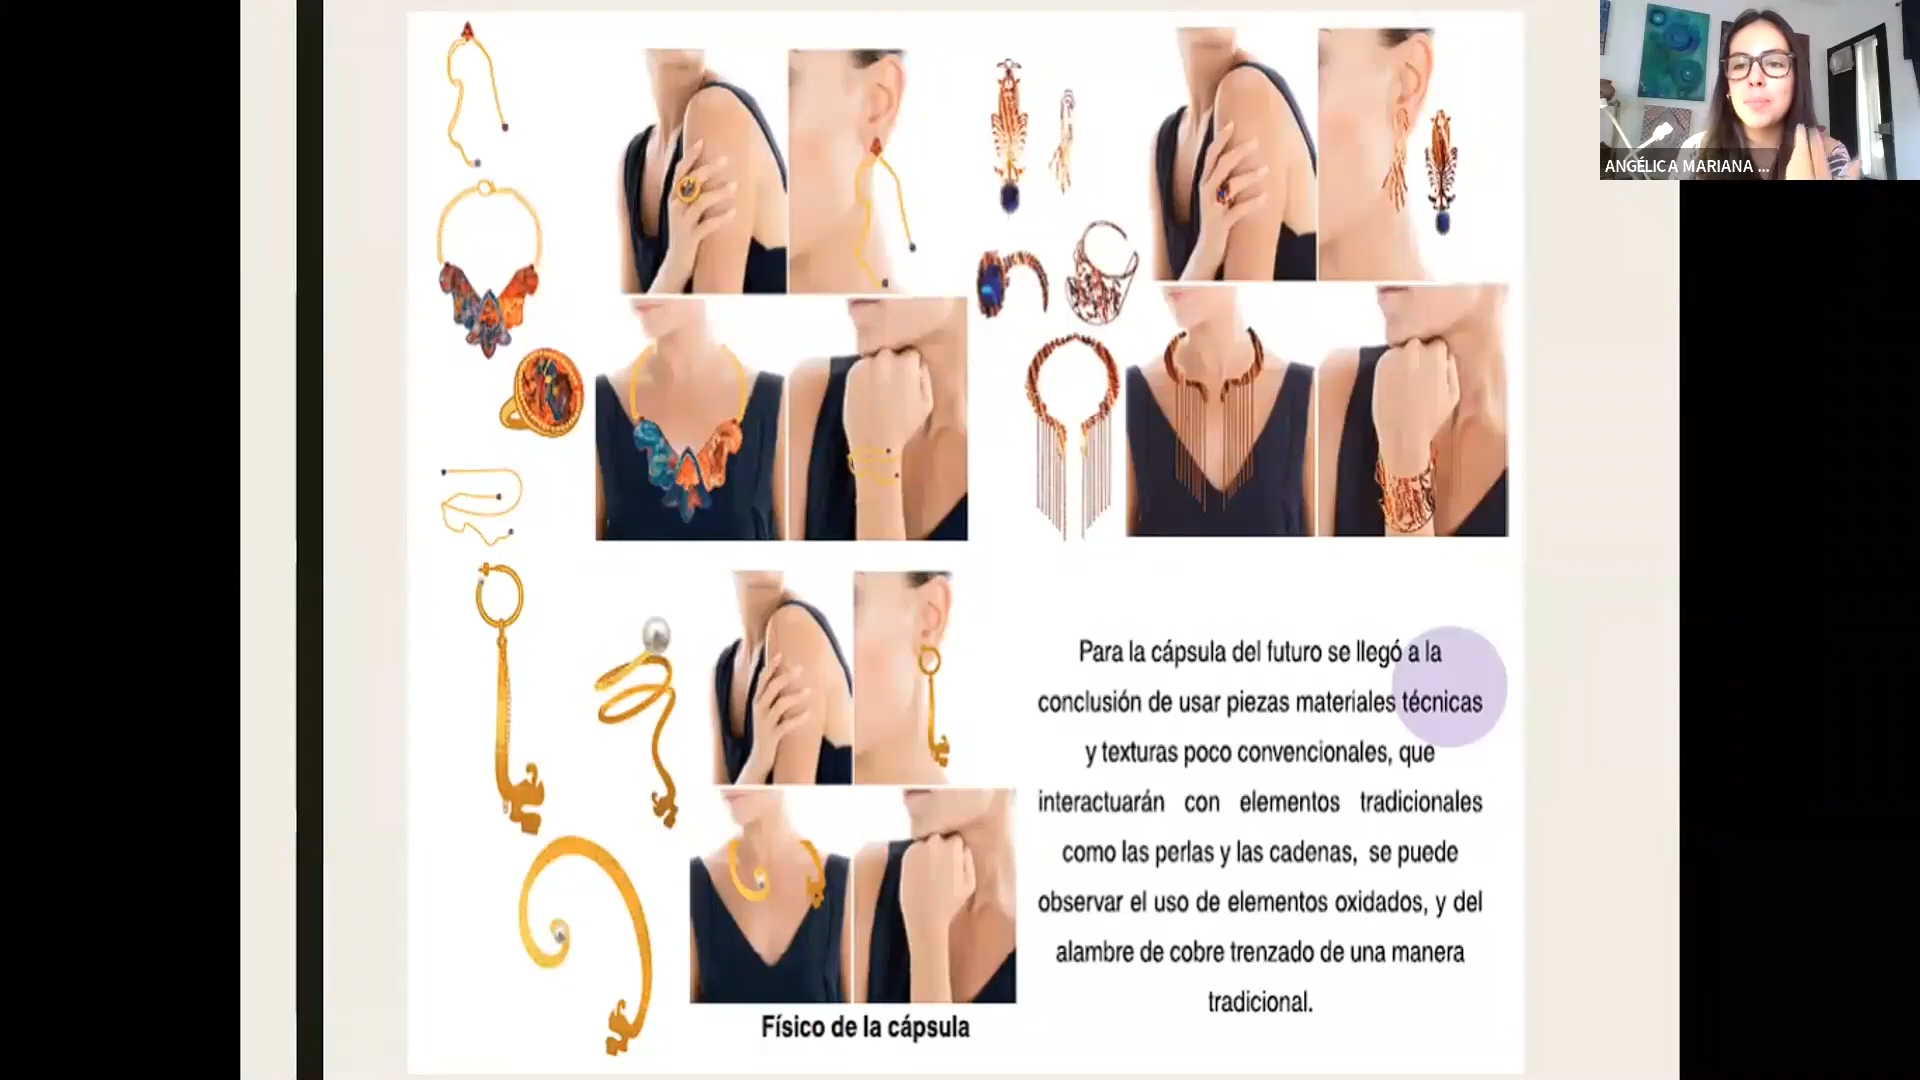 ANGÉLICA MARIANA ...
Para la cápsula del futuro se llegó a la
conclusión de usar piezas materiales técnicas
y texturas poco convencionales, que
interactuarán con elementos tradicionales
como las perlas y las cadenas, se puede
observar el uso de elementos oxidados, y del
alambre de cobre trenzado de una manera
tradicional.
Físico de la cápsula